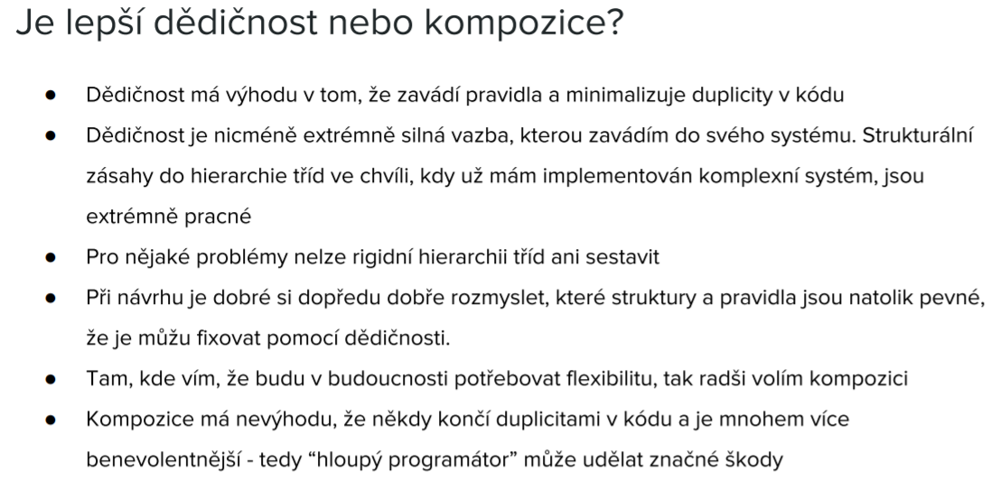 Je lepší dědičnost nebo kompozice?
● Dědičnost má výhodu v tom, že zavádí pravidla a minimalizuje duplicity v kódu
● Dědičnost je nicméně extrémně silná vazba, kterou zavádím do svého systému. Strukturální
zásahy do hierarchie tříd ve chvíli, kdy už mám implementován komplexní systém, jsou
extrémně pracné
● Pro nějaké problémy nelze rigidní hierarchii tříd ani sestavit
● Při návrhu je dobré si dopředu dobře rozmyslet, které struktury a pravidla jsou natolik pevné,
že je můžu fixovat pomocí dědičnosti.
● Tam, kde vím, že budu v budoucnosti potřebovat flexibilitu, tak radši volím kompozici
● Kompozice má nevýhodu, že někdy končí duplicitami v kódu a je mnohem více
benevolentnější - tedy “hloupý programátor” může udělat značné škody